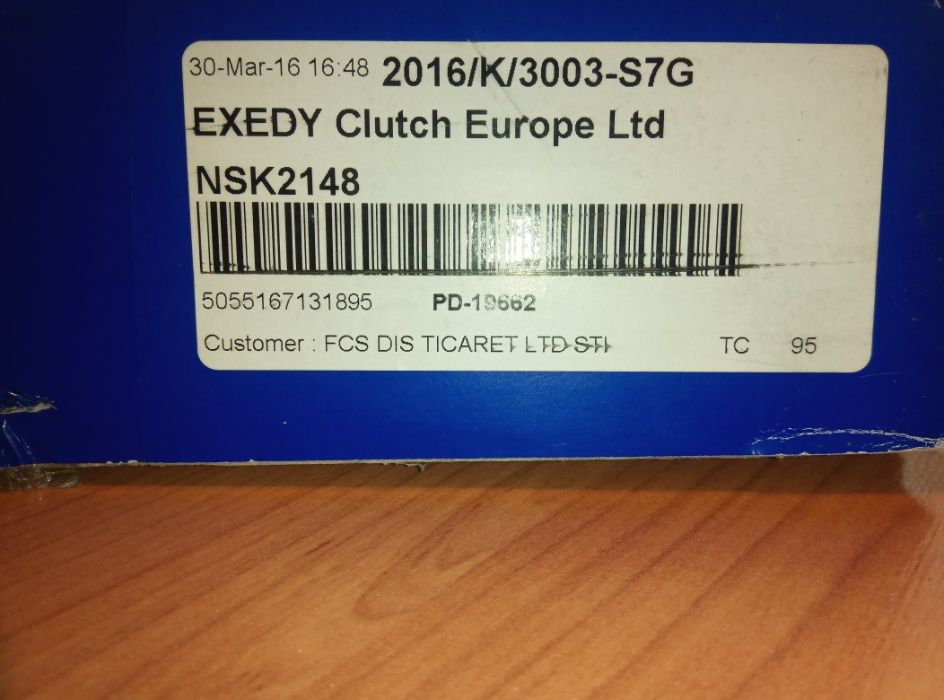 30-Mar-16 16:48 2016/K/3003-S7G
EXEDY Clutch Europe Ltd
NSK2148
5055167131895 PD-19662
Customer : FCS DIS TICARET LTD STI
TC 95